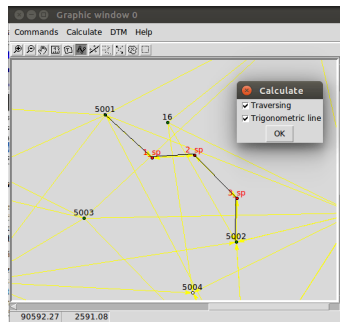 Graphic window 0
Commands Calculate DTM Help
Calculate
Traversing
Trigonometric line
OK
5001
16
1_sp
2_sp
3_sp
5003
5002
5004
90592.27 2591.08